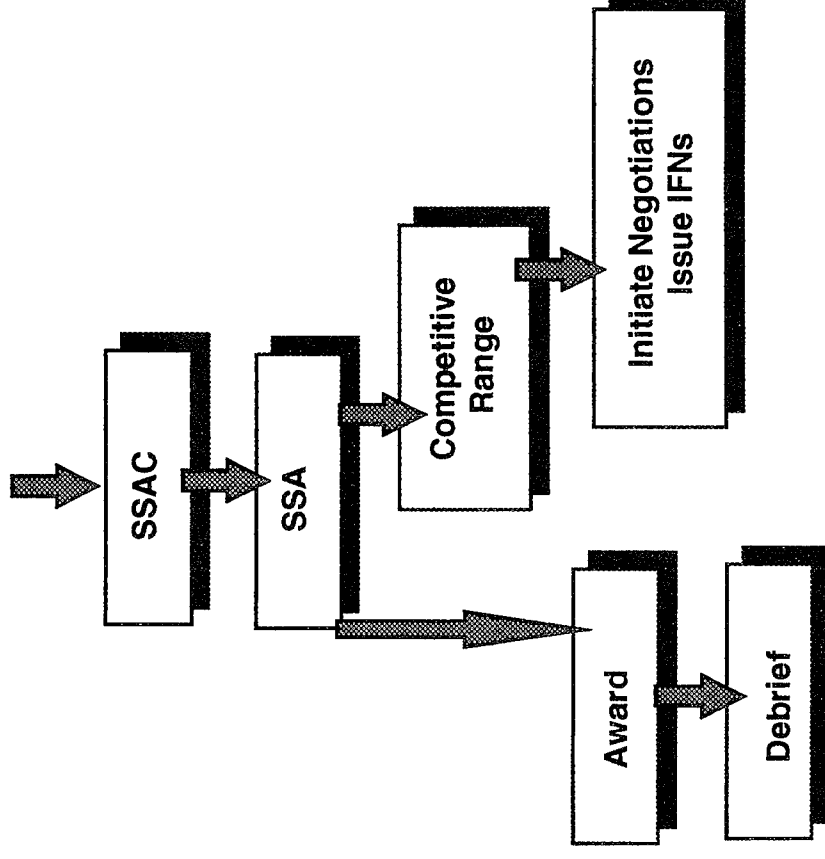 SSAC
SSA
Competitive
Range
Initiate Negotiations
Issue IFNs
Award
Debrief